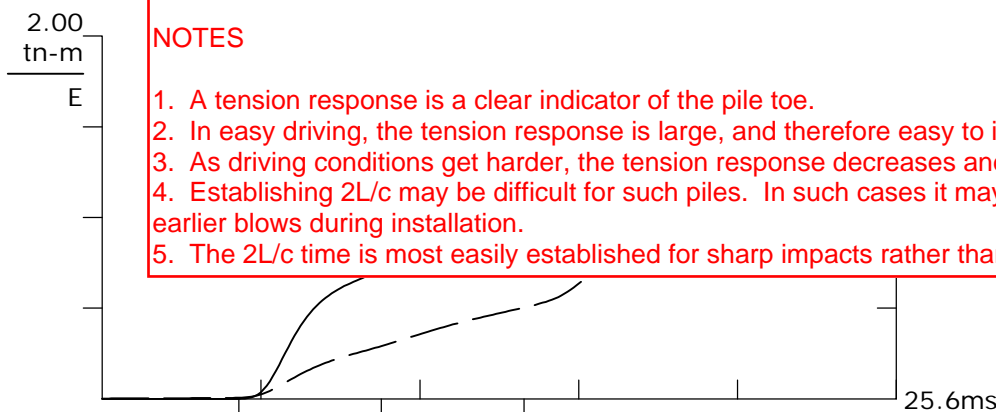 2.00
tn-m
E
NOTES
1. A tension response is a clear indicator of the pile toe.
2. In easy driving, the tension response is large, and therefore easy to i
3. As driving conditions get harder, the tension response decreases and
4. Establishing 2L/c may be difficult for such piles. In such cases it may
earlier blows during installation.
5. The 2L/c time is most easily established for sharp impacts rather than
25.6ms